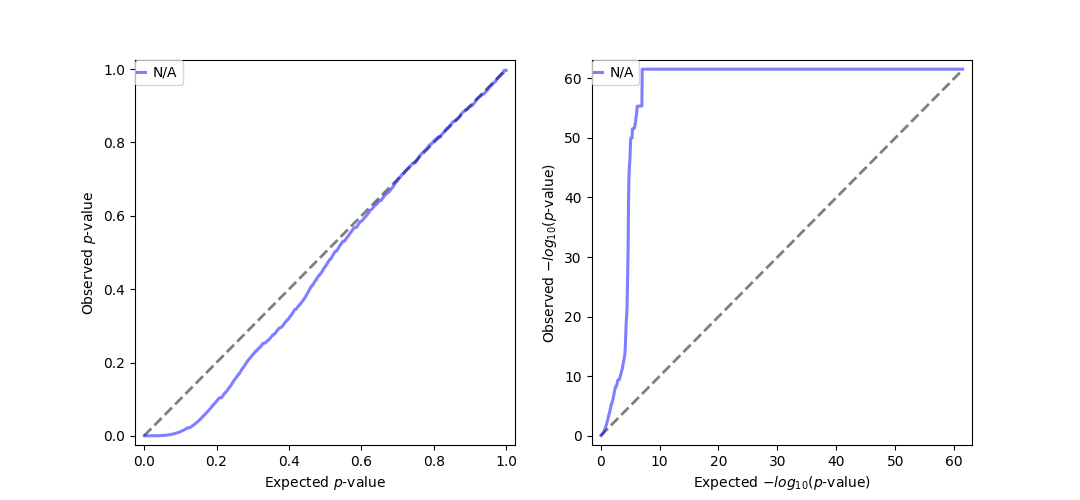 N/A
1.0
0.8
0.6
0.4
0.2
0.0
0.0 0.2 0.4 0.6 0.8 1.0
Observed p-value
Expected p-value
N/A
60
50
40
30
20
10
0
0 10 20 30 40 50 60
Observed −log₁₀(p-value)
Expected −log₁₀(p-value)